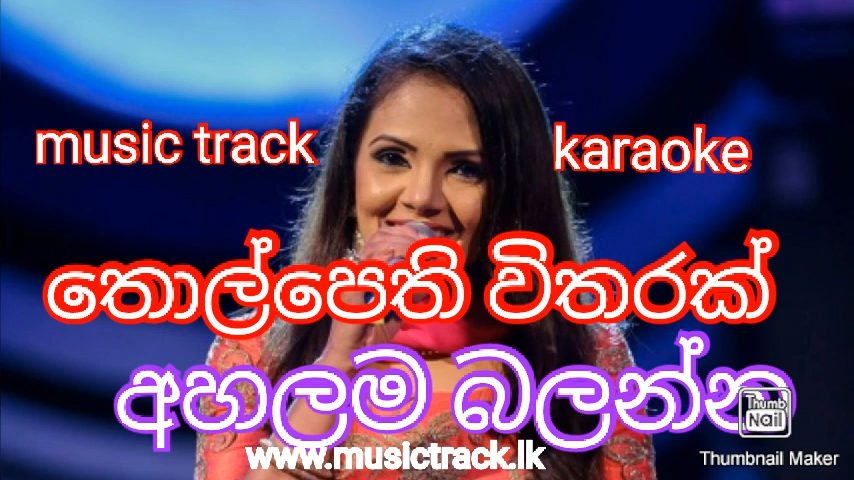 music track karaoke
තොල්පෙති විතරක්
අහලම බලන්න
www.musictrack.lk
Thumb
Nail
Thumbnail Maker